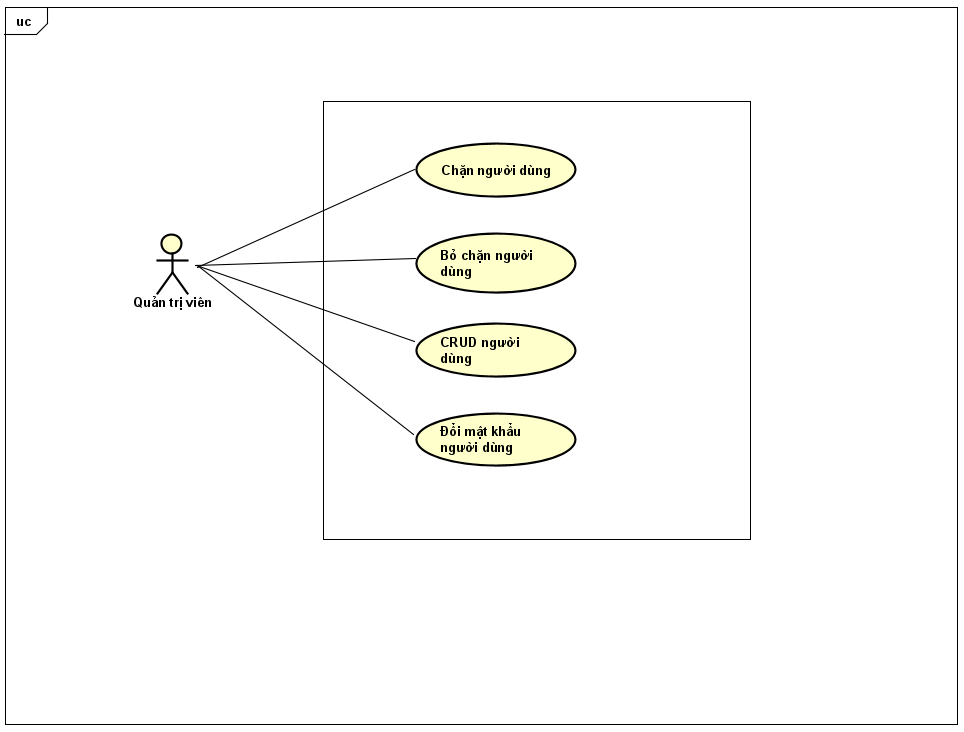 uc
Chặn người dùng
Bỏ chặn người
dùng
Quản trị viên
CRUD người
dùng
Đổi mật khẩu
người dùng